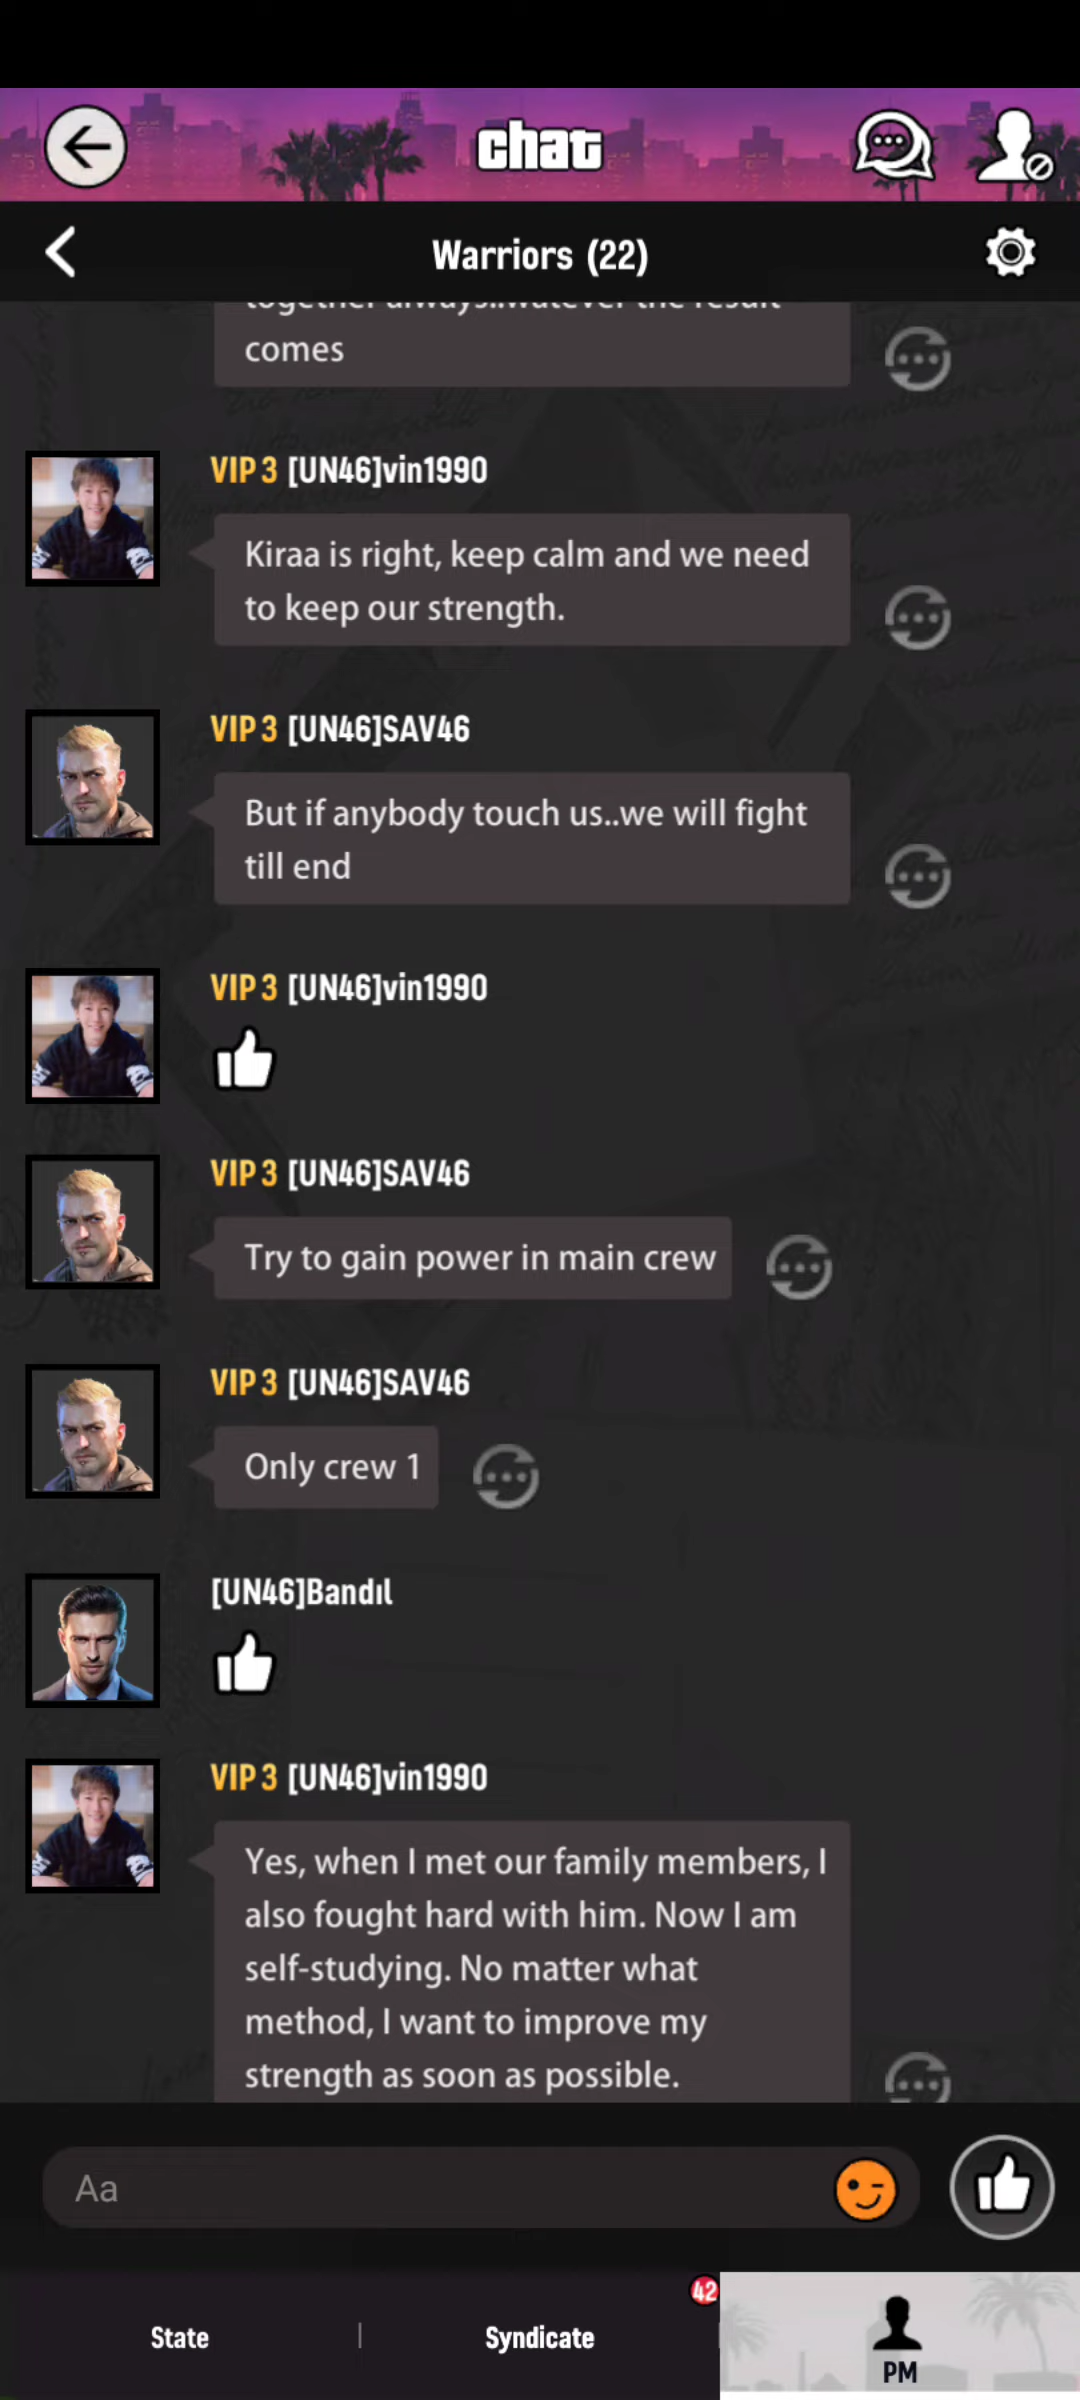 chat
Warriors (22)
together always..watever the result
comes
VIP 3 [UN46]vin1990
Kiraa is right, keep calm and we need
to keep our strength.
VIP 3 [UN46]SAV46
But if anybody touch us..we will fight
till end
VIP 3 [UN46]vin1990
VIP 3 [UN46]SAV46
Try to gain power in main crew
VIP 3 [UN46]SAV46
Only crew 1
[UN46]Bandıl
VIP 3 [UN46]vin1990
Yes, when I met our family members, I
also fought hard with him. Now I am
self-studying. No matter what
method, I want to improve my
strength as soon as possible.
Aa
42
State
Syndicate
PM